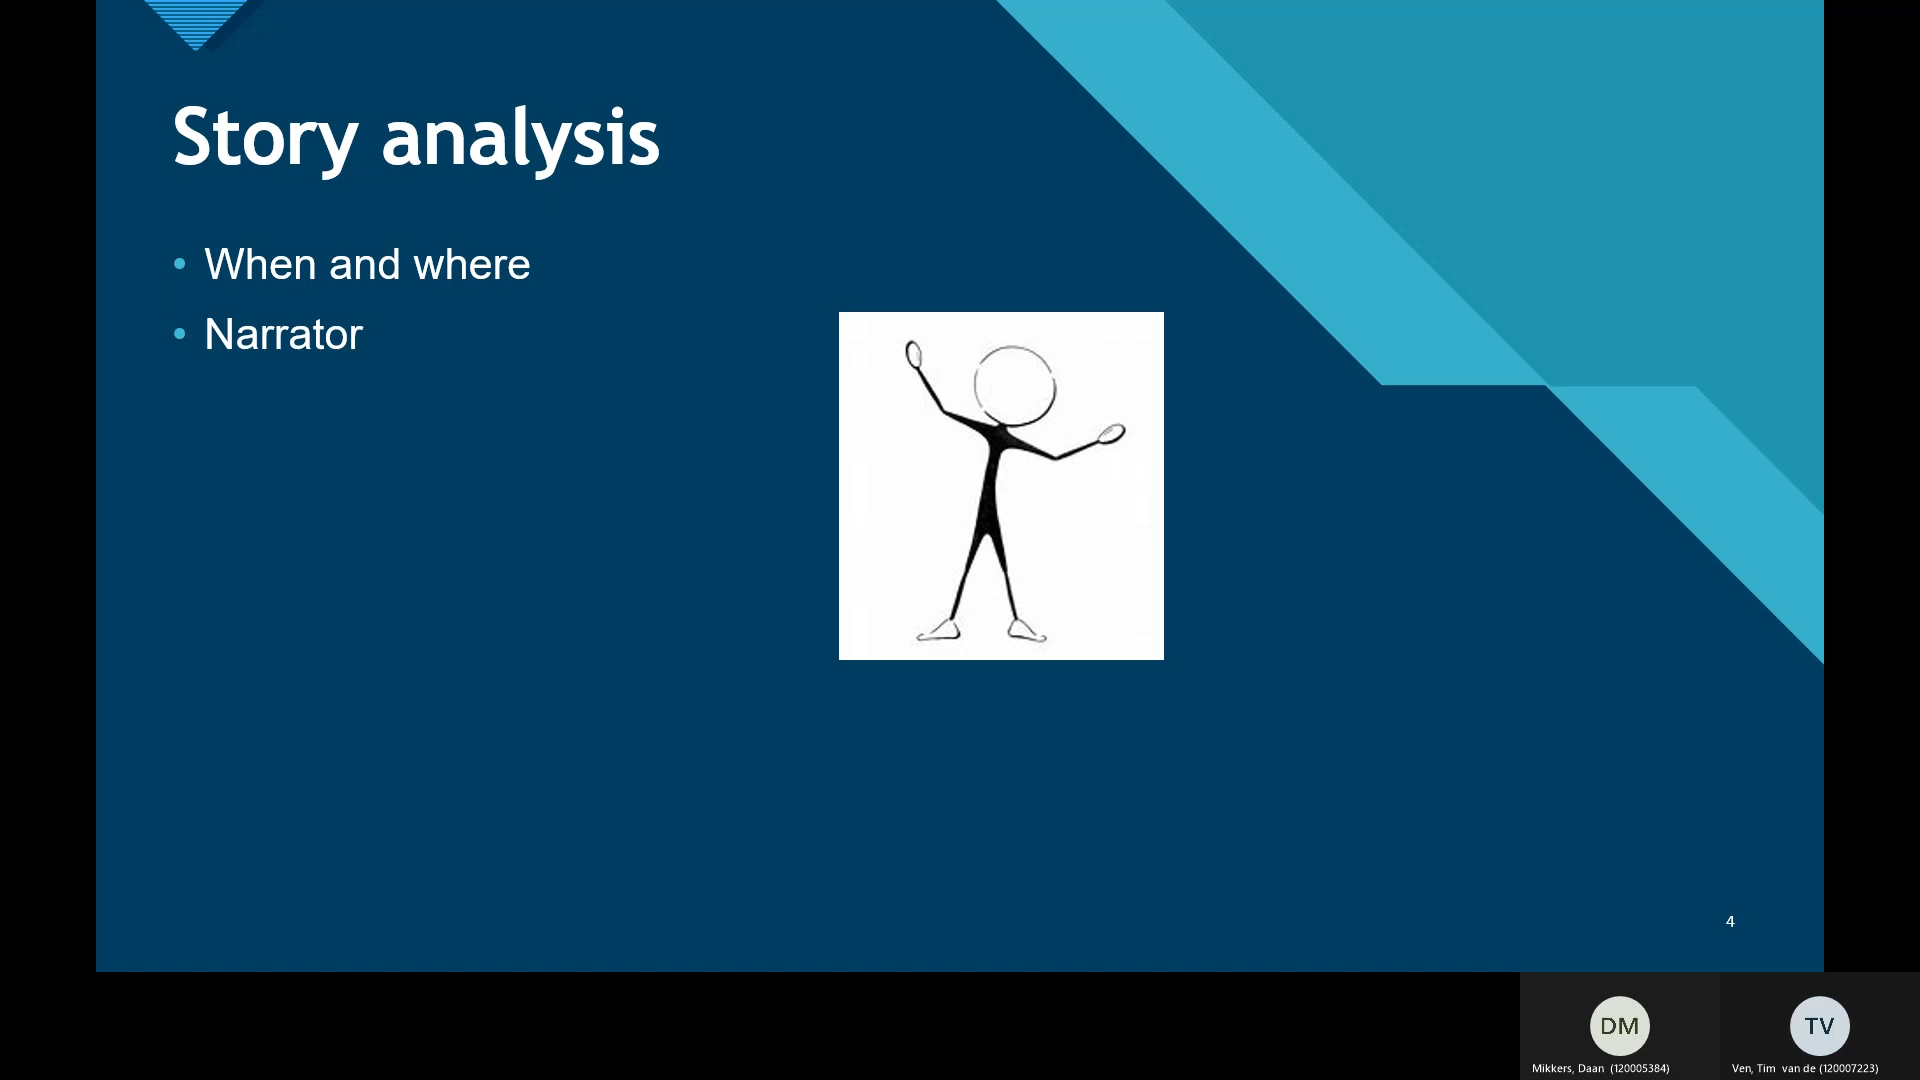 Story analysis
• When and where
• Narrator
4
DM
TV
Mikkers, Daan (120005384)
Ven, Tim van de (120007223)